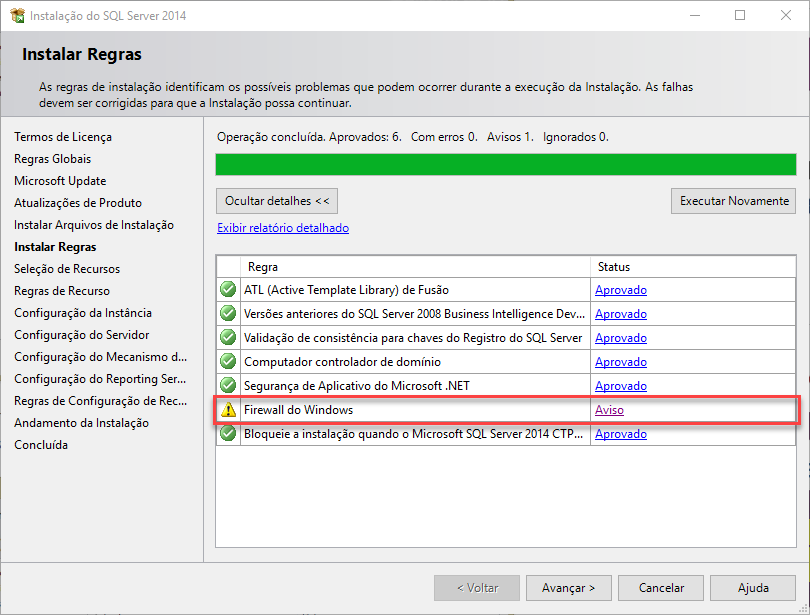 Instalação do SQL Server 2014
Instalar Regras
As regras de instalação identificam os possíveis problemas que podem ocorrer durante a execução da Instalação. As falhas
devem ser corrigidas para que a Instalação possa continuar.
Termos de Licença
Regras Globais
Microsoft Update
Atualizações de Produto
Instalar Arquivos de Instalação
Instalar Regras
Seleção de Recursos
Regras de Recurso
Configuração da Instância
Configuração do Servidor
Configuração do Mecanismo d...
Configuração do Reporting Ser...
Regras de Configuração de Rec...
Andamento da Instalação
Concluída
Operação concluída. Aprovados: 6. Com erros 0. Avisos 1. Ignorados 0.
Ocultar detalhes <<
Executar Novamente
Exibir relatório detalhado
Regra Status
ATL (Active Template Library) de Fusão Aprovado
Versões anteriores do SQL Server 2008 Business Intelligence Dev... Aprovado
Validação de consistência para chaves do Registro do SQL Server Aprovado
Computador controlador de domínio Aprovado
Segurança de Aplicativo do Microsoft .NET Aprovado
Firewall do Windows Aviso
Bloqueie a instalação quando o Microsoft SQL Server 2014 CTP... Aprovado
< Voltar Avançar > Cancelar Ajuda